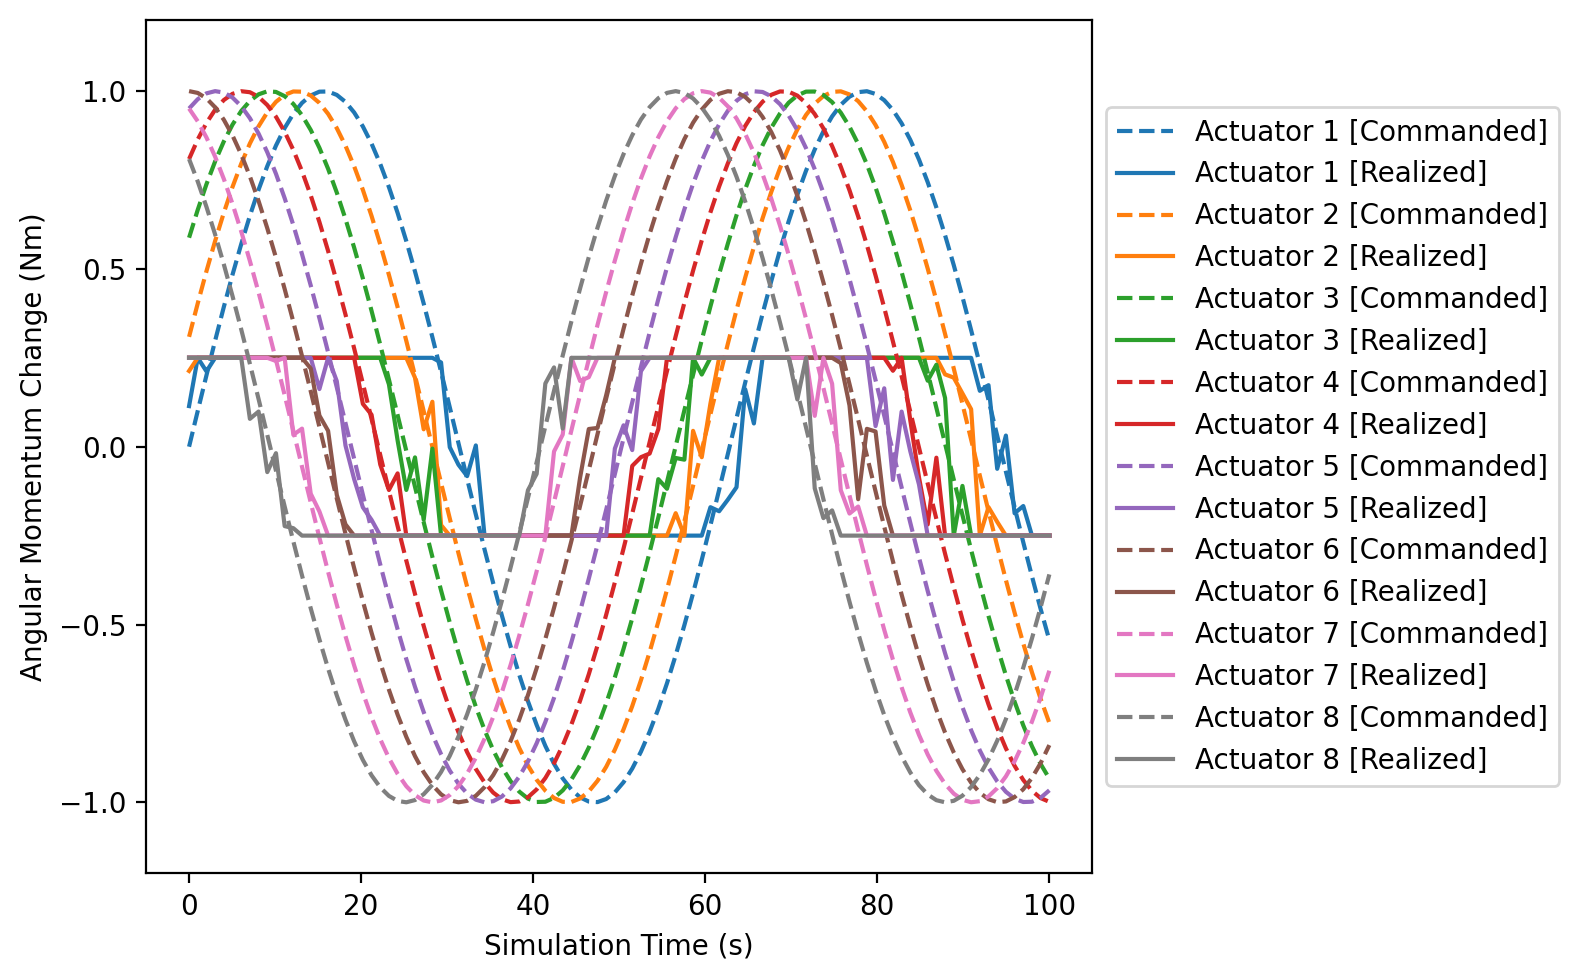 1.0
0.5
0.0
−0.5
−1.0
Angular Momentum Change (Nm)
0 20 40 60 80 100
Simulation Time (s)
Actuator 1 [Commanded]
Actuator 1 [Realized]
Actuator 2 [Commanded]
Actuator 2 [Realized]
Actuator 3 [Commanded]
Actuator 3 [Realized]
Actuator 4 [Commanded]
Actuator 4 [Realized]
Actuator 5 [Commanded]
Actuator 5 [Realized]
Actuator 6 [Commanded]
Actuator 6 [Realized]
Actuator 7 [Commanded]
Actuator 7 [Realized]
Actuator 8 [Commanded]
Actuator 8 [Realized]